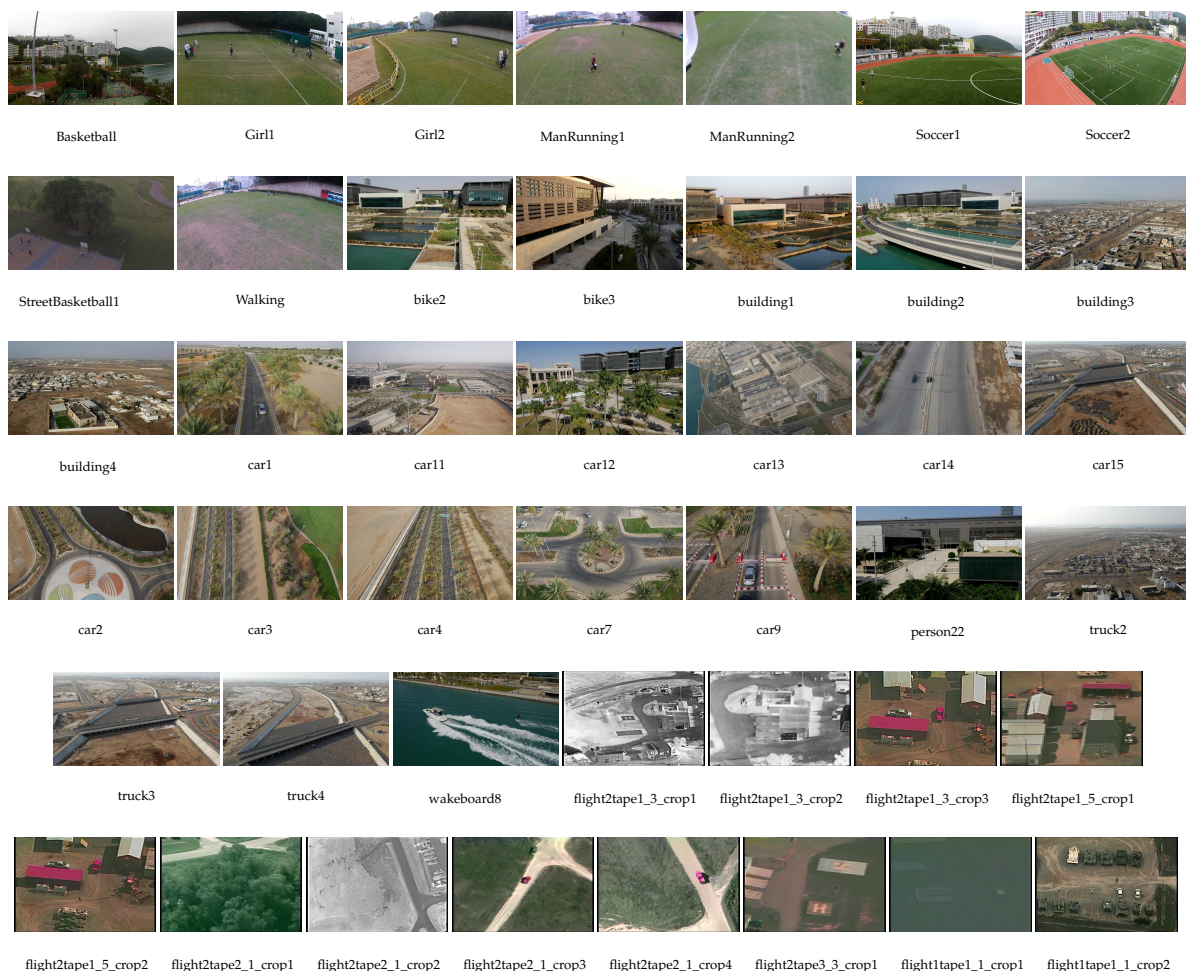 Basketball Girl1 Girl2 ManRunning1 ManRunning2 Soccer1 Soccer2
StreetBasketball1 Walking bike2 bike3 building1 building2 building3
building4 car1 car11 car12 car13 car14 car15
car2 car3 car4 car7 car9 person22 truck2
truck3 truck4 wakeboard8 flight2tape1_3_crop1 flight2tape1_3_crop2 flight2tape1_3_crop3 flight2tape1_5_crop1
flight2tape1_5_crop2 flight2tape2_1_crop1 flight2tape2_1_crop2 flight2tape2_1_crop3 flight2tape2_1_crop4 flight2tape3_3_crop1 flight1tape1_1_crop1 flight1tape1_1_crop2